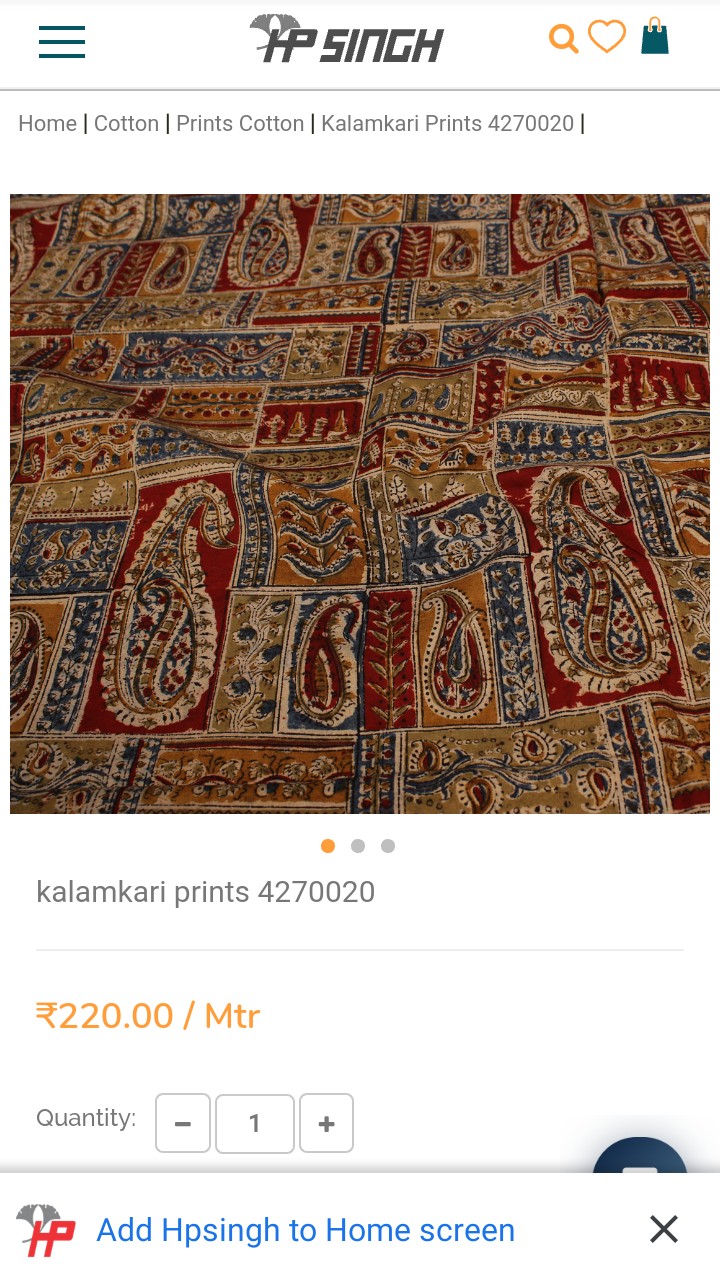 HP SINGH
Home | Cotton | Prints Cotton | Kalamkari Prints 4270020 |
kalamkari prints 4270020
₹220.00 / Mtr
Quantity: − 1 +
HP Add Hpsingh to Home screen